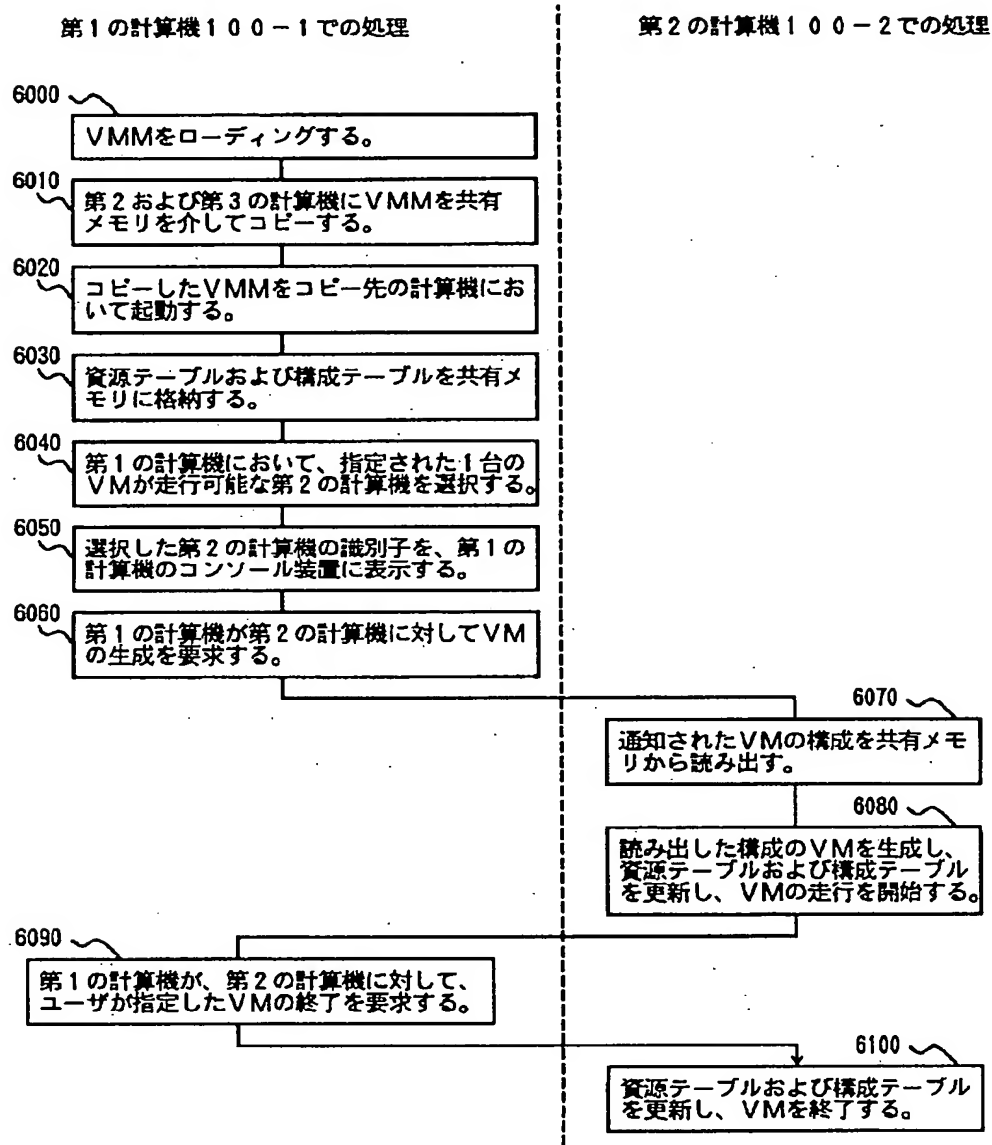 第1の計算機100-1での処理
第2の計算機100-2での処理
6000
VMMをローディングする。
6010
第2および第3の計算機にVMMを共有
メモリを介してコピーする。
6020
コピーしたVMMをコピー先の計算機にお
いて起動する。
6030
資源テーブルおよび構成テーブルを共有メ
モリに格納する。
6040
第1の計算機において、指定された1台の
VMが走行可能な第2の計算機を選択する。
6050
選択した第2の計算機の識別子を、第1の
計算機のコンソール装置に表示する。
6060
第1の計算機が第2の計算機に対してVM
の生成を要求する。
6070
通知されたVMの構成を共有メモ
リから読み出す。
6080
読み出した構成のVMを生成し、
資源テーブルおよび構成テーブル
を更新し、VMの走行を開始する。
6090
第1の計算機が、第2の計算機に対して、
ユーザが指定したVMの終了を要求する。
6100
資源テーブルおよび構成テーブル
を更新し、VMを終了する。